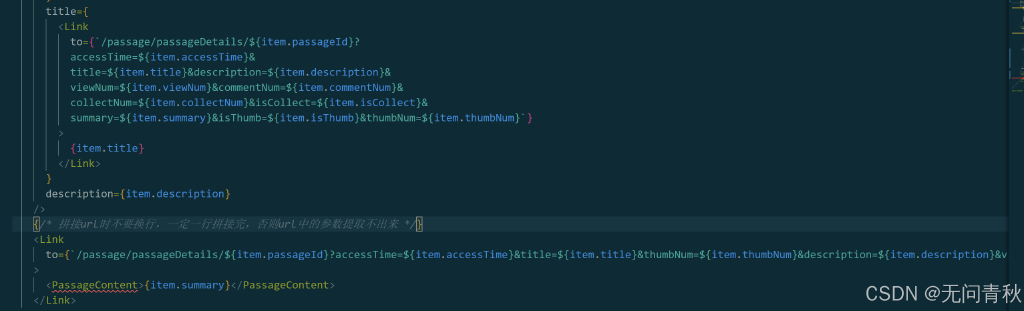 title={
<Link
to={`/passage/passageDetails/${item.passageId}?
accessTime=${item.accessTime}&
title=${item.title}&description=${item.description}&
viewNum=${item.viewNum}&commentNum=${item.commentNum}&
collectNum=${item.collectNum}&isCollect=${item.isCollect}&
summary=${item.summary}&isThumb=${item.isThumb}&thumbNum=${item.thumbNum}`}
>
{item.title}
</Link>
}
description={item.description}
/>
{/* 拼接url时不要换行，一定一行拼接完，否则url中的参数提取不出来 */}
<Link
to={`/passage/passageDetails/${item.passageId}?accessTime=${item.accessTime}&title=${item.title}&thumbNum=${item.thumbNum}&description=${item.description}&v
>
<PassageContent>{item.summary}</PassageContent>
</Link>
CSDN @无问青秋